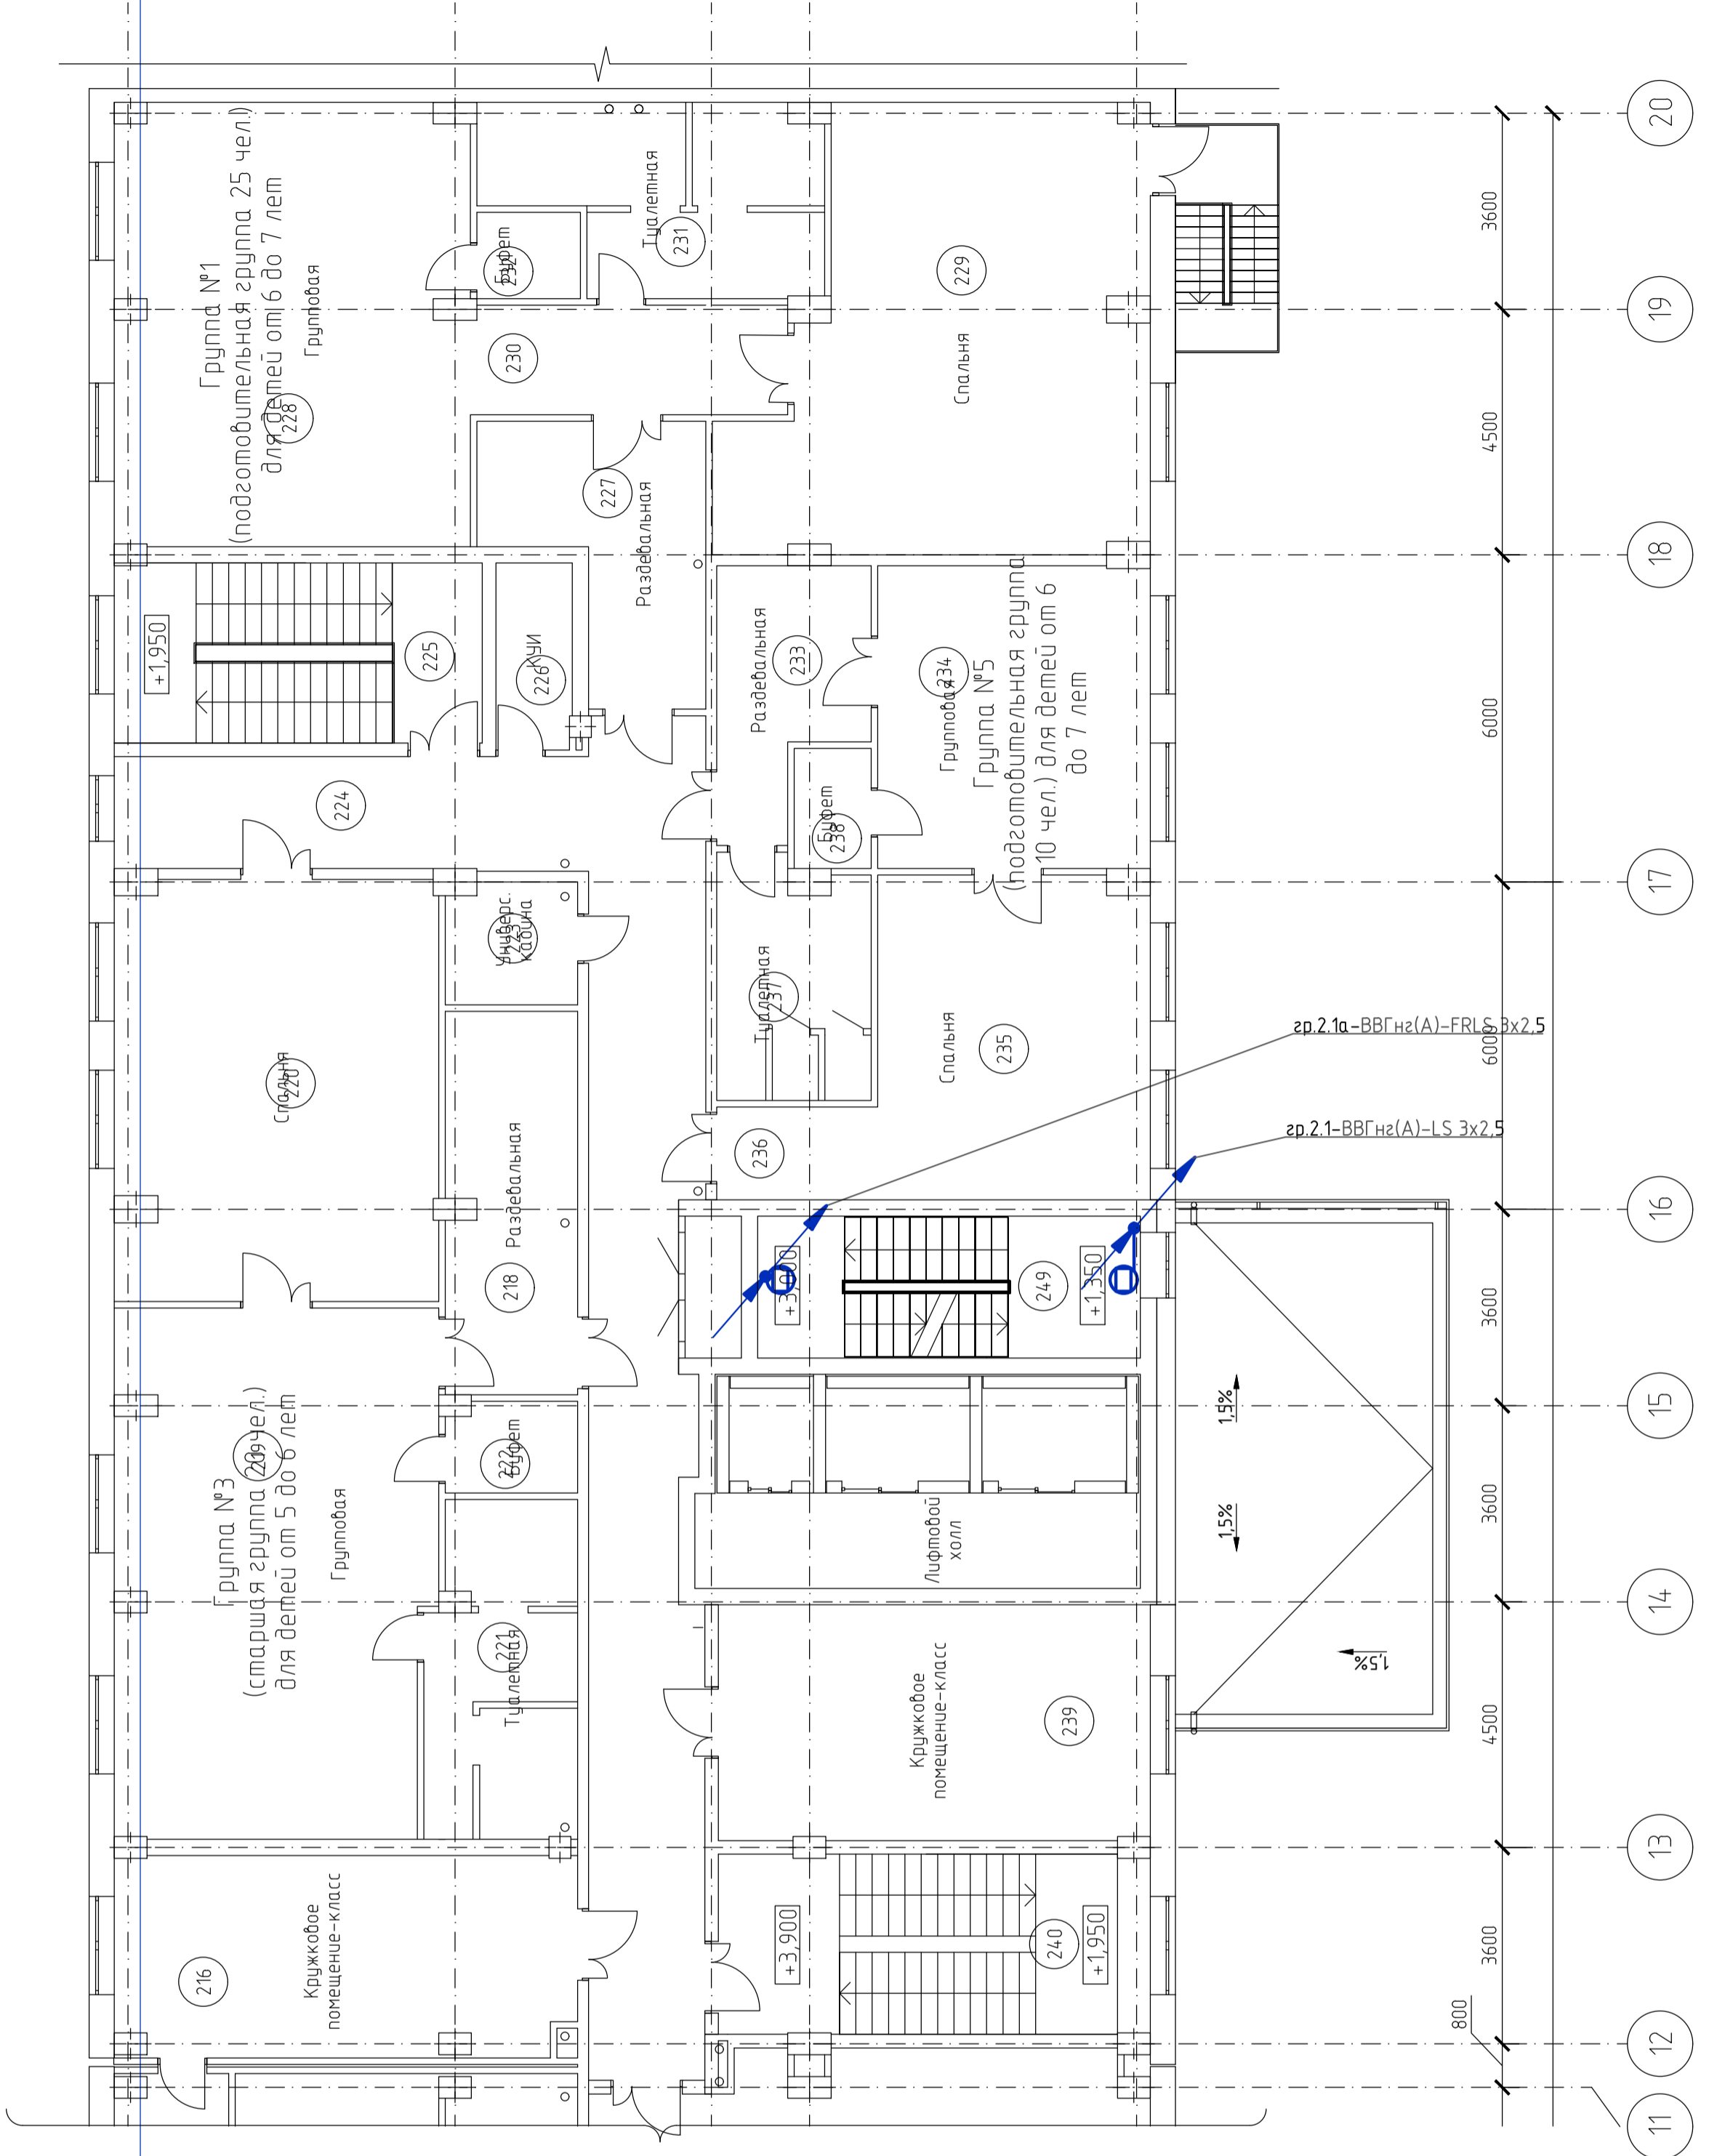 Группа №1
(подготовительная группа 25 чел.)
для детей от 6 до 7 лет
Групповая
228
Буфет
232
Туалетная
231
230
229
Спальня
227
Раздевальная
+1,950
225
КУИ
226
224
Раздевальная
233
234
Групповая
Группа №5
(подготовительная группа
10 чел.) для детей от 6
до 7 лет
Буфет
238
Универс.
кабина
223
Туалетная
237
Спальня
235
236
Спальня
220
Раздевальная
218
гр.2.1а-ВВГнг(А)-FRLS 3х2,5
гр.2.1-ВВГнг(А)-LS 3х2,5
+3,000
249
+1,350
Группа №3
(старшая группа 20 чел.)
для детей от 5 до 6 лет
219
Групповая
Буфет
222
Туалетная
221
Лифтовой
холл
1,5%
1,5%
1,5%
Кружковое
помещение-класс
239
Кружковое
помещение-класс
216
+3,900
240
+1,950
3600
4500
6000
6000
3600
3600
4500
3600
800
20
19
18
17
16
15
14
13
12
11